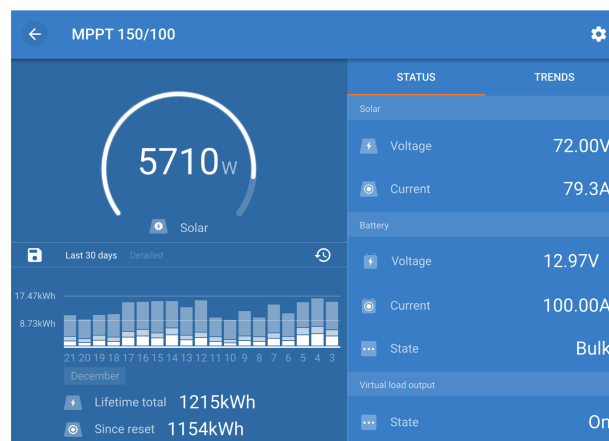 MPPT 150/100
5710W
Solar
Last 30 days Detailed
17.47kWh
8.73kWh
21 20 19 18 17 16 15 14 13 12 11 10 9 8 7 6 5 4 3
December
Lifetime total 1215kWh
Since reset 1154kWh
STATUS TRENDS
Solar
Voltage 72.00V
Current 79.3A
Battery
Voltage 12.97V
Current 100.00A
State Bulk
Virtual load output
State On